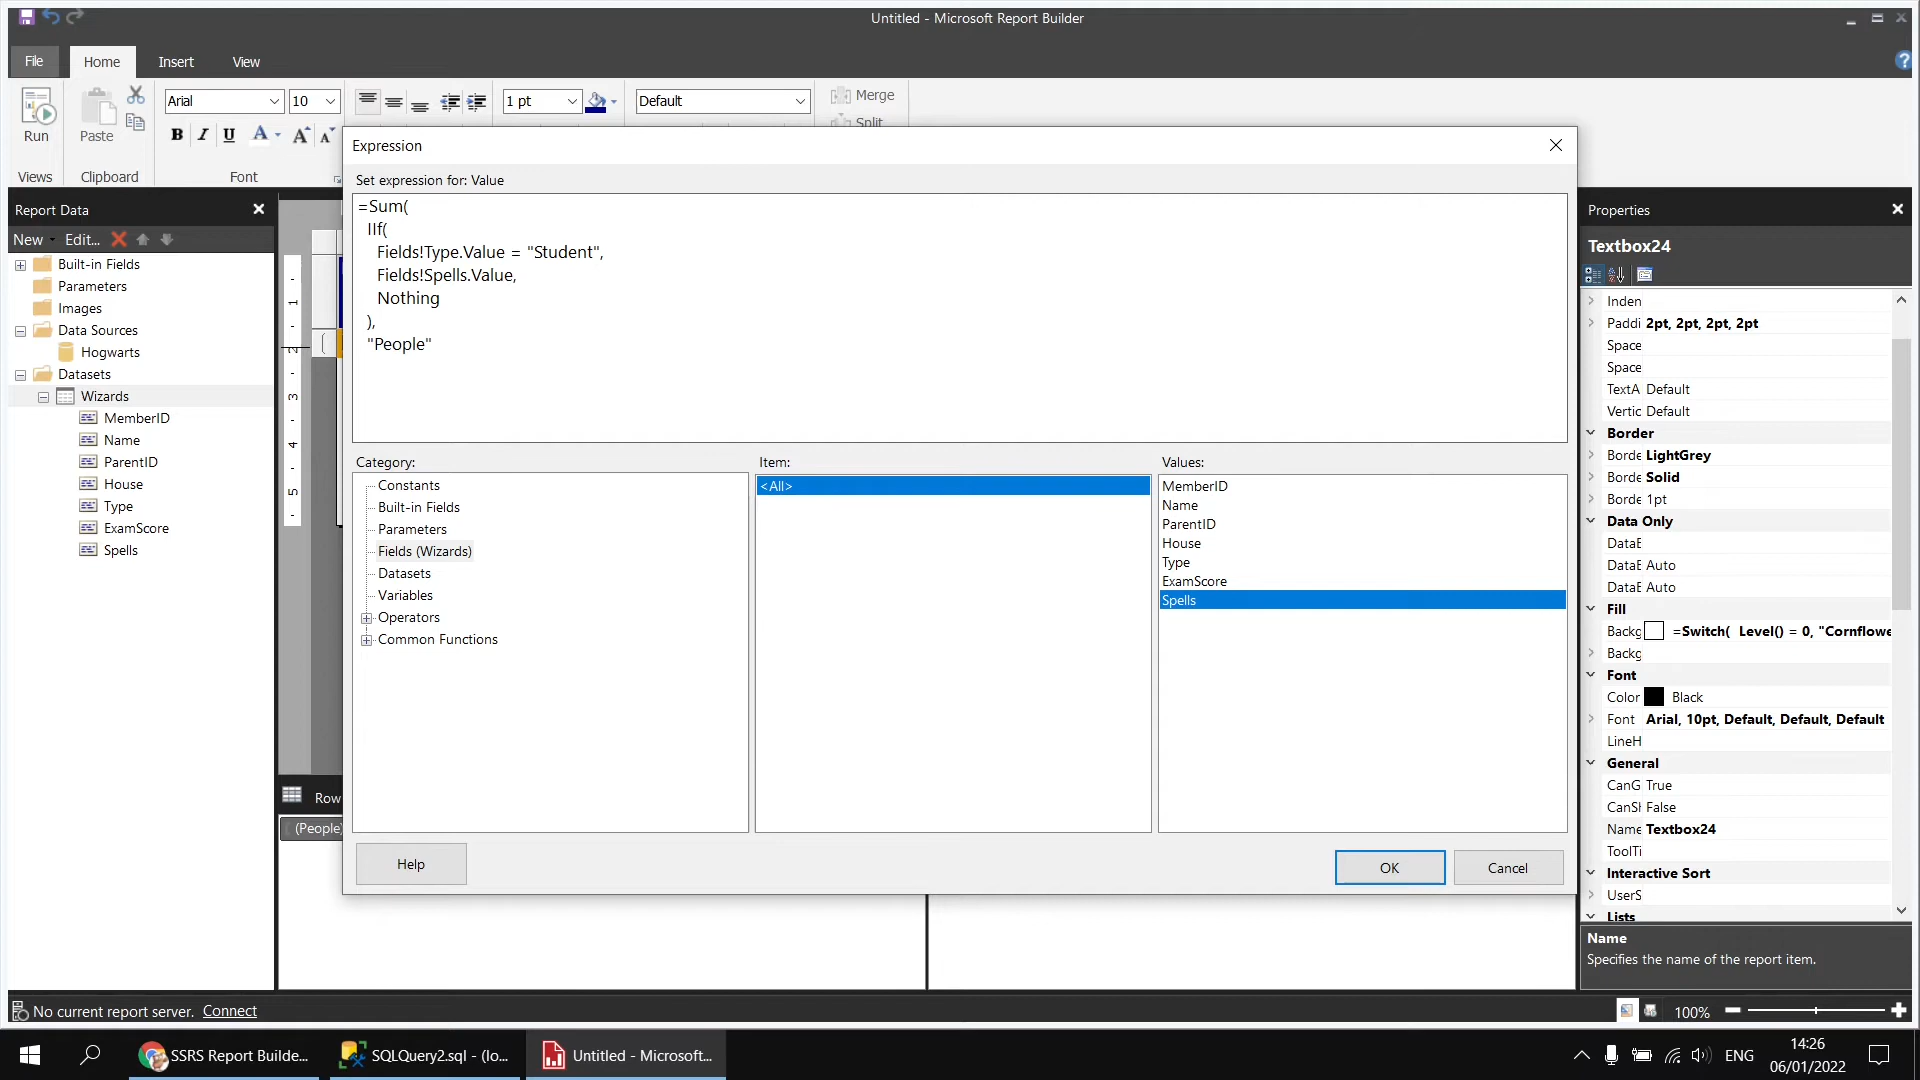 Untitled - Microsoft Report Builder
File
Home
Insert
View
Run
Paste
Arial
10
1 pt
Default
Merge
Split
B I U A A A
Views
Clipboard
Font
Report Data
New
Edit...
Built-in Fields
Parameters
Images
Data Sources
Hogwarts
Datasets
Wizards
MemberID
Name
ParentID
House
Type
ExamScore
Spells
1
2
3
4
5
Row
(People)
Expression
Set expression for: Value
=Sum(
IIf(
Fields!Type.Value = "Student",
Fields!Spells.Value,
Nothing
),
"People"
Category:
Constants
Built-in Fields
Parameters
Fields (Wizards)
Datasets
Variables
Operators
Common Functions
Item:
<All>
Values:
MemberID
Name
ParentID
House
Type
ExamScore
Spells
Help
OK
Cancel
Properties
Textbox24
Inden
Paddi 2pt, 2pt, 2pt, 2pt
Space
Space
TextA Default
Vertic Default
Border
Borde LightGrey
Borde Solid
Borde 1pt
Data Only
DataE
DataE Auto
DataE Auto
Fill
Backg =Switch( Level() = 0, "Cornflowe
Backg
Font
Color Black
Font Arial, 10pt, Default, Default, Default
LineH
General
CanG True
CanSh False
Name Textbox24
ToolTi
Interactive Sort
UserS
Lists
Name
Specifies the name of the report item.
No current report server. Connect
100%
SSRS Report Builde...
SQLQuery2.sql - (lo...
Untitled - Microsoft...
ENG
14:26
06/01/2022